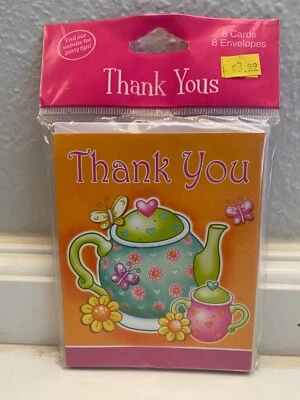 Visit our
website for
party tips!
8 Cards
8 Envelopes
Thank Yous
Thank You